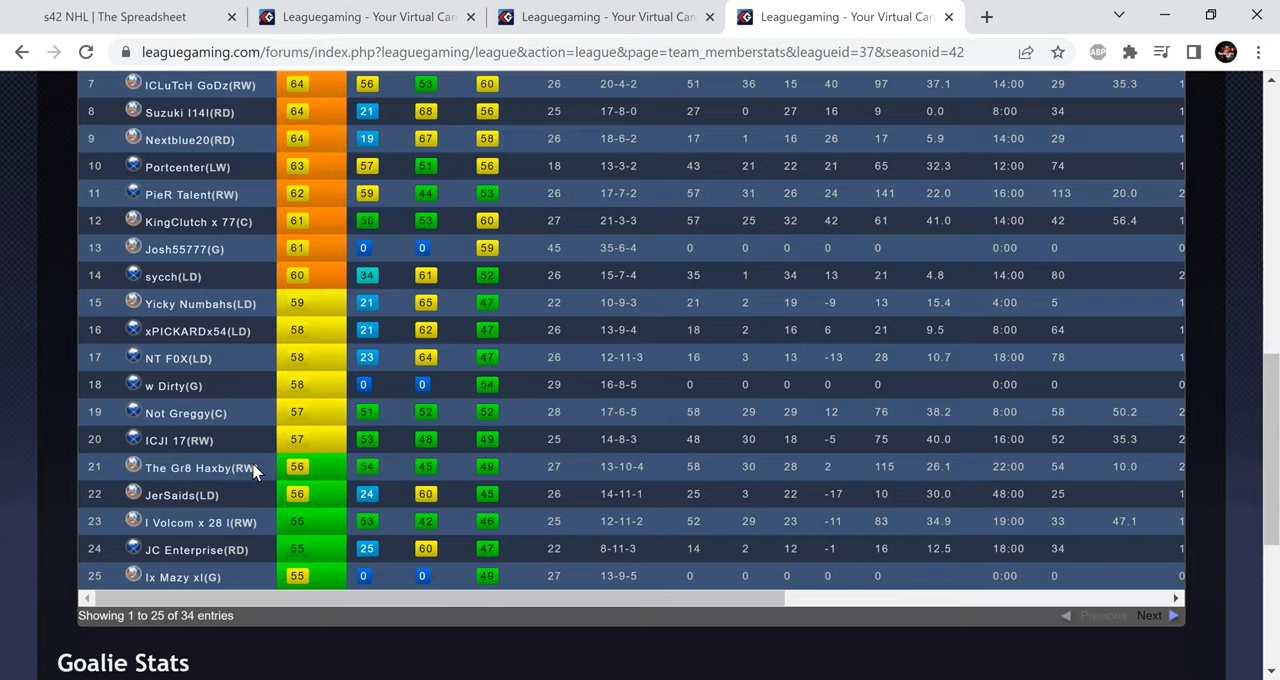 s42 NHL | The Spreadsheet Leaguegaming - Your Virtual Car Leaguegaming - Your Virtual Car Leaguegaming - Your Virtual Car
leaguegaming.com/forums/index.php?leaguegaming/league&action=league&page=team_memberstats&leagueid=37&seasonid=42
7 ICLuTcH GoDz(RW) 64 56 53 60 26 20-4-2 51 36 15 40 97 37.1 14:00 29 35.3 1
8 Suzuki I14I(RD) 64 21 68 56 25 17-8-0 27 0 27 16 9 0.0 8:00 34 1
9 Nextblue20(RD) 64 19 67 58 26 18-6-2 17 1 16 26 17 5.9 14:00 29 1
10 Portcenter(LW) 63 57 51 56 18 13-3-2 43 21 22 21 65 32.3 12:00 74 1
11 PieR Talent(RW) 62 59 44 53 26 17-7-2 57 31 26 24 141 22.0 16:00 113 20.0 2
12 KingClutch x 77(C) 61 50 53 60 27 21-3-3 57 25 32 42 61 41.0 14:00 42 56.4 1
13 Josh55777(G) 61 0 0 59 45 35-6-4 0 0 0 0 0 0:00 0 0
14 sycch(LD) 60 34 61 52 26 15-7-4 35 1 34 13 21 4.8 14:00 80 2
15 Yicky Numbahs(LD) 59 21 65 47 22 10-9-3 21 2 19 -9 13 15.4 4:00 5 1
16 xPICKARDx54(LD) 58 21 62 47 26 13-9-4 18 2 16 6 21 9.5 8:00 64 1
17 NT F0X(LD) 58 23 64 47 26 12-11-3 16 3 13 -13 28 10.7 18:00 78 1
18 w Dirty(G) 58 0 0 54 29 16-8-5 0 0 0 0 0 0:00 0 0
19 Not Greggy(C) 57 51 52 52 28 17-6-5 58 29 29 12 76 38.2 8:00 58 50.2 2
20 ICJI 17(RW) 57 53 48 49 25 14-8-3 48 30 18 -5 75 40.0 16:00 52 35.3 2
21 The Gr8 Haxby(RW) 56 54 45 49 27 13-10-4 58 30 28 2 115 26.1 22:00 54 10.0 2
22 JerSaids(LD) 56 24 60 45 26 14-11-1 25 3 22 -17 10 30.0 48:00 25 1
23 I Volcom x 28 I(RW) 55 53 42 46 25 12-11-2 52 29 23 -11 83 34.9 19:00 33 47.1 1
24 JC Enterprise(RD) 55 25 60 47 22 8-11-3 14 2 12 -1 16 12.5 18:00 34 1
25 Ix Mazy xI(G) 55 0 0 49 27 13-9-5 0 0 0 0 0 0:00 0 0
Showing 1 to 25 of 34 entries Previous Next
Goalie Stats